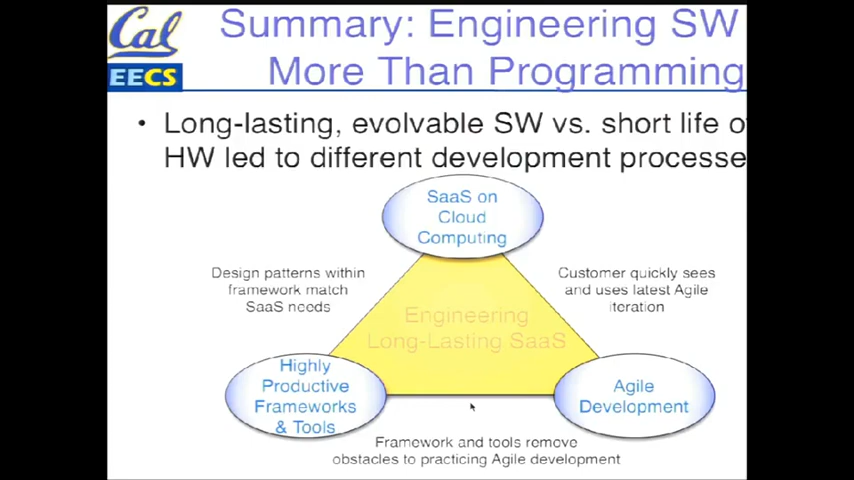 Cal
EECS
Summary: Engineering SW
More Than Programming
• Long-lasting, evolvable SW vs. short life o
HW led to different development processe
SaaS on
Cloud
Computing
Design patterns within
framework match
SaaS needs
Customer quickly sees
and uses latest Agile
iteration
Engineering
Long-Lasting SaaS
Highly
Productive
Frameworks
& Tools
Agile
Development
Framework and tools remove
obstacles to practicing Agile development